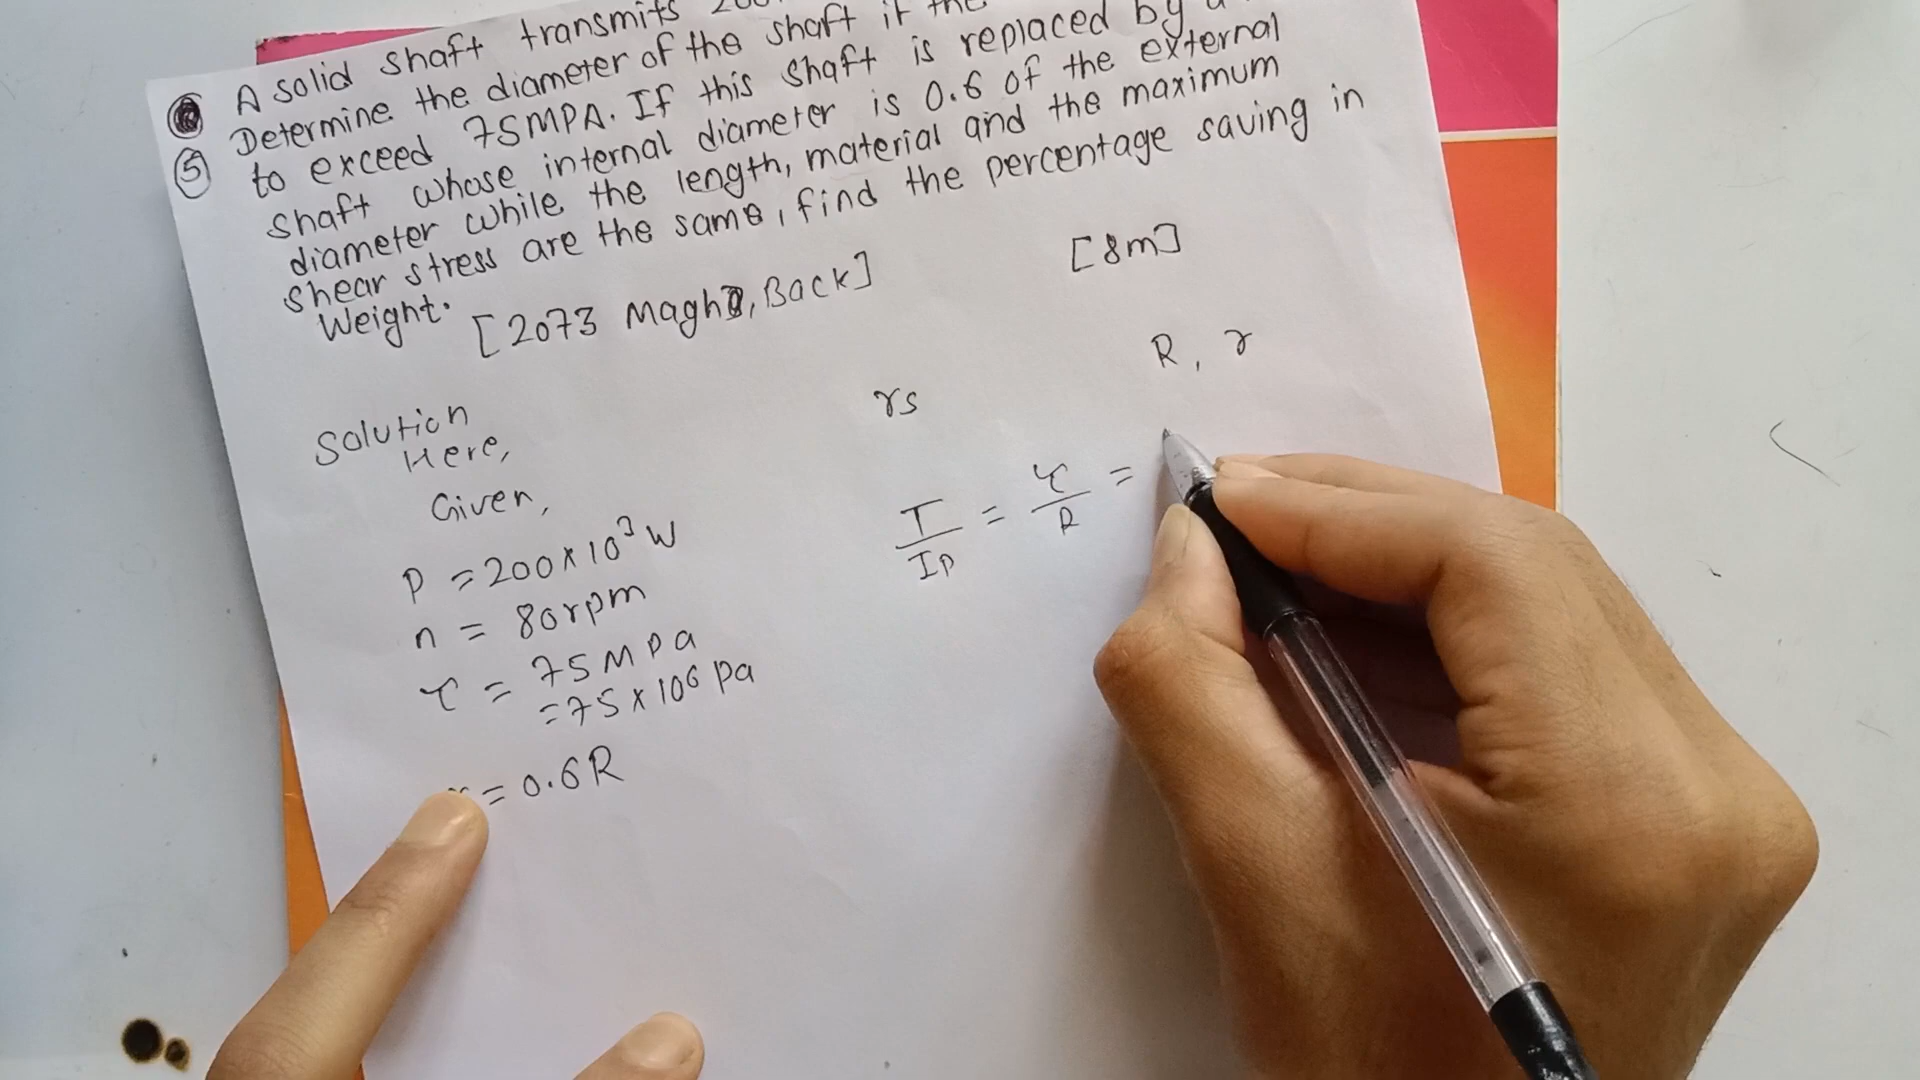 A solid shaft transmits
Determine the diameter of the shaft if the
⑤ to exceed 75MPA. If this shaft is replaced by a
shaft whose internal diameter is 0.6 of the external
diameter while the length, material and the maximum
shear stress are the same, find the percentage saving in
Weight. [2073 Magh, Back] [8m]
Solution
Here,
Given,
P = 200×10³ W
n = 80rpm
τ = 75MPa
= 75×10⁶ Pa
= 0.6R
rs
R, r
T/Ip = τ/R =